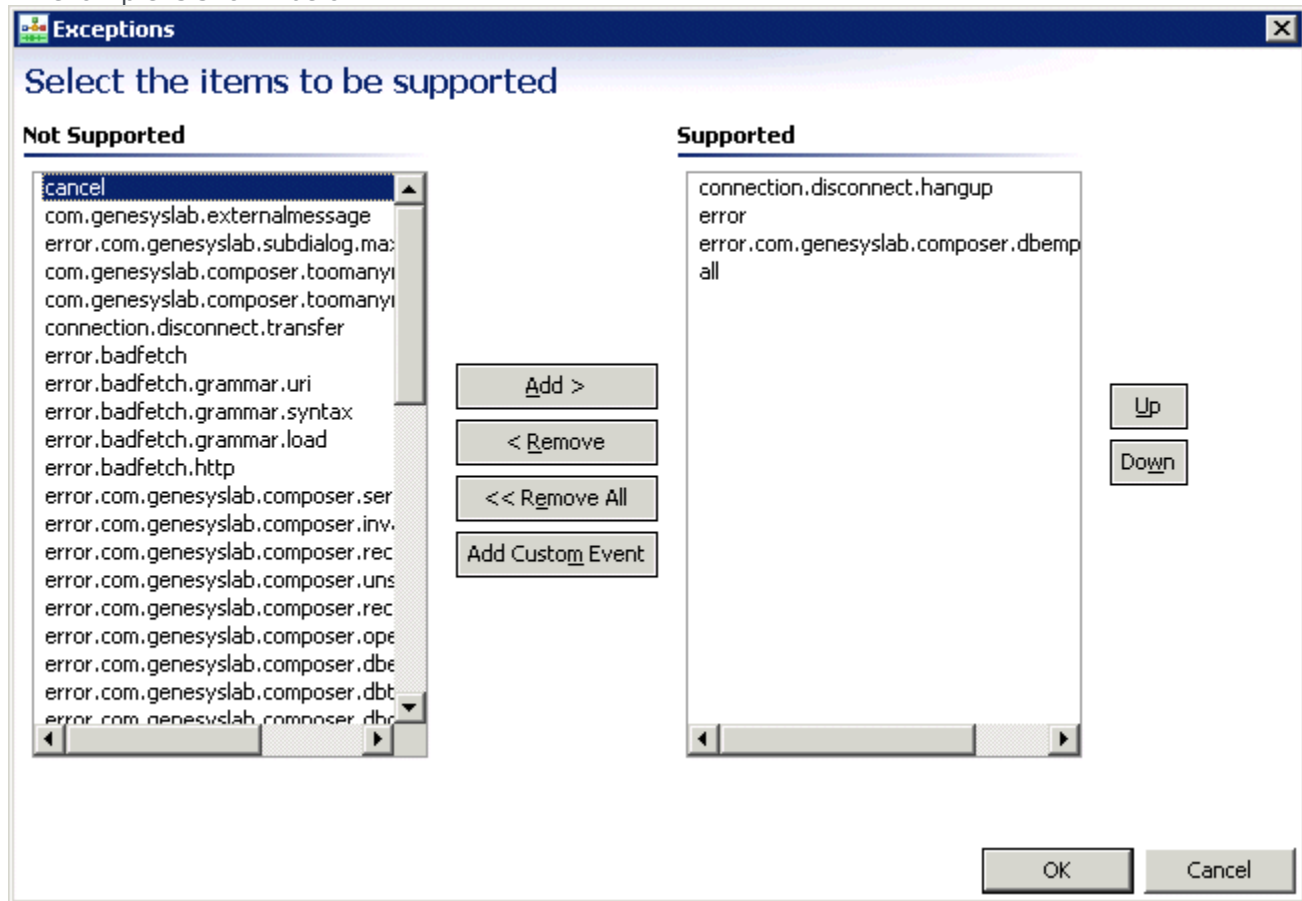 Exceptions
Select the items to be supported
Not Supported
cancel
com.genesyslab.externalmessage
error.com.genesyslab.subdialog.max
com.genesyslab.composer.toomany
com.genesyslab.composer.toomany
connection.disconnect.transfer
error.badfetch
error.badfetch.grammar.uri
error.badfetch.grammar.syntax
error.badfetch.grammar.load
error.badfetch.http
error.com.genesyslab.composer.ser
error.com.genesyslab.composer.inv
error.com.genesyslab.composer.rec
error.com.genesyslab.composer.uns
error.com.genesyslab.composer.rec
error.com.genesyslab.composer.ope
error.com.genesyslab.composer.dbe
error.com.genesyslab.composer.dbt
Add >
< Remove
<< Remove All
Add Custom Event
Supported
connection.disconnect.hangup
error
error.com.genesyslab.composer.dbemp
all
Up
Down
OK
Cancel